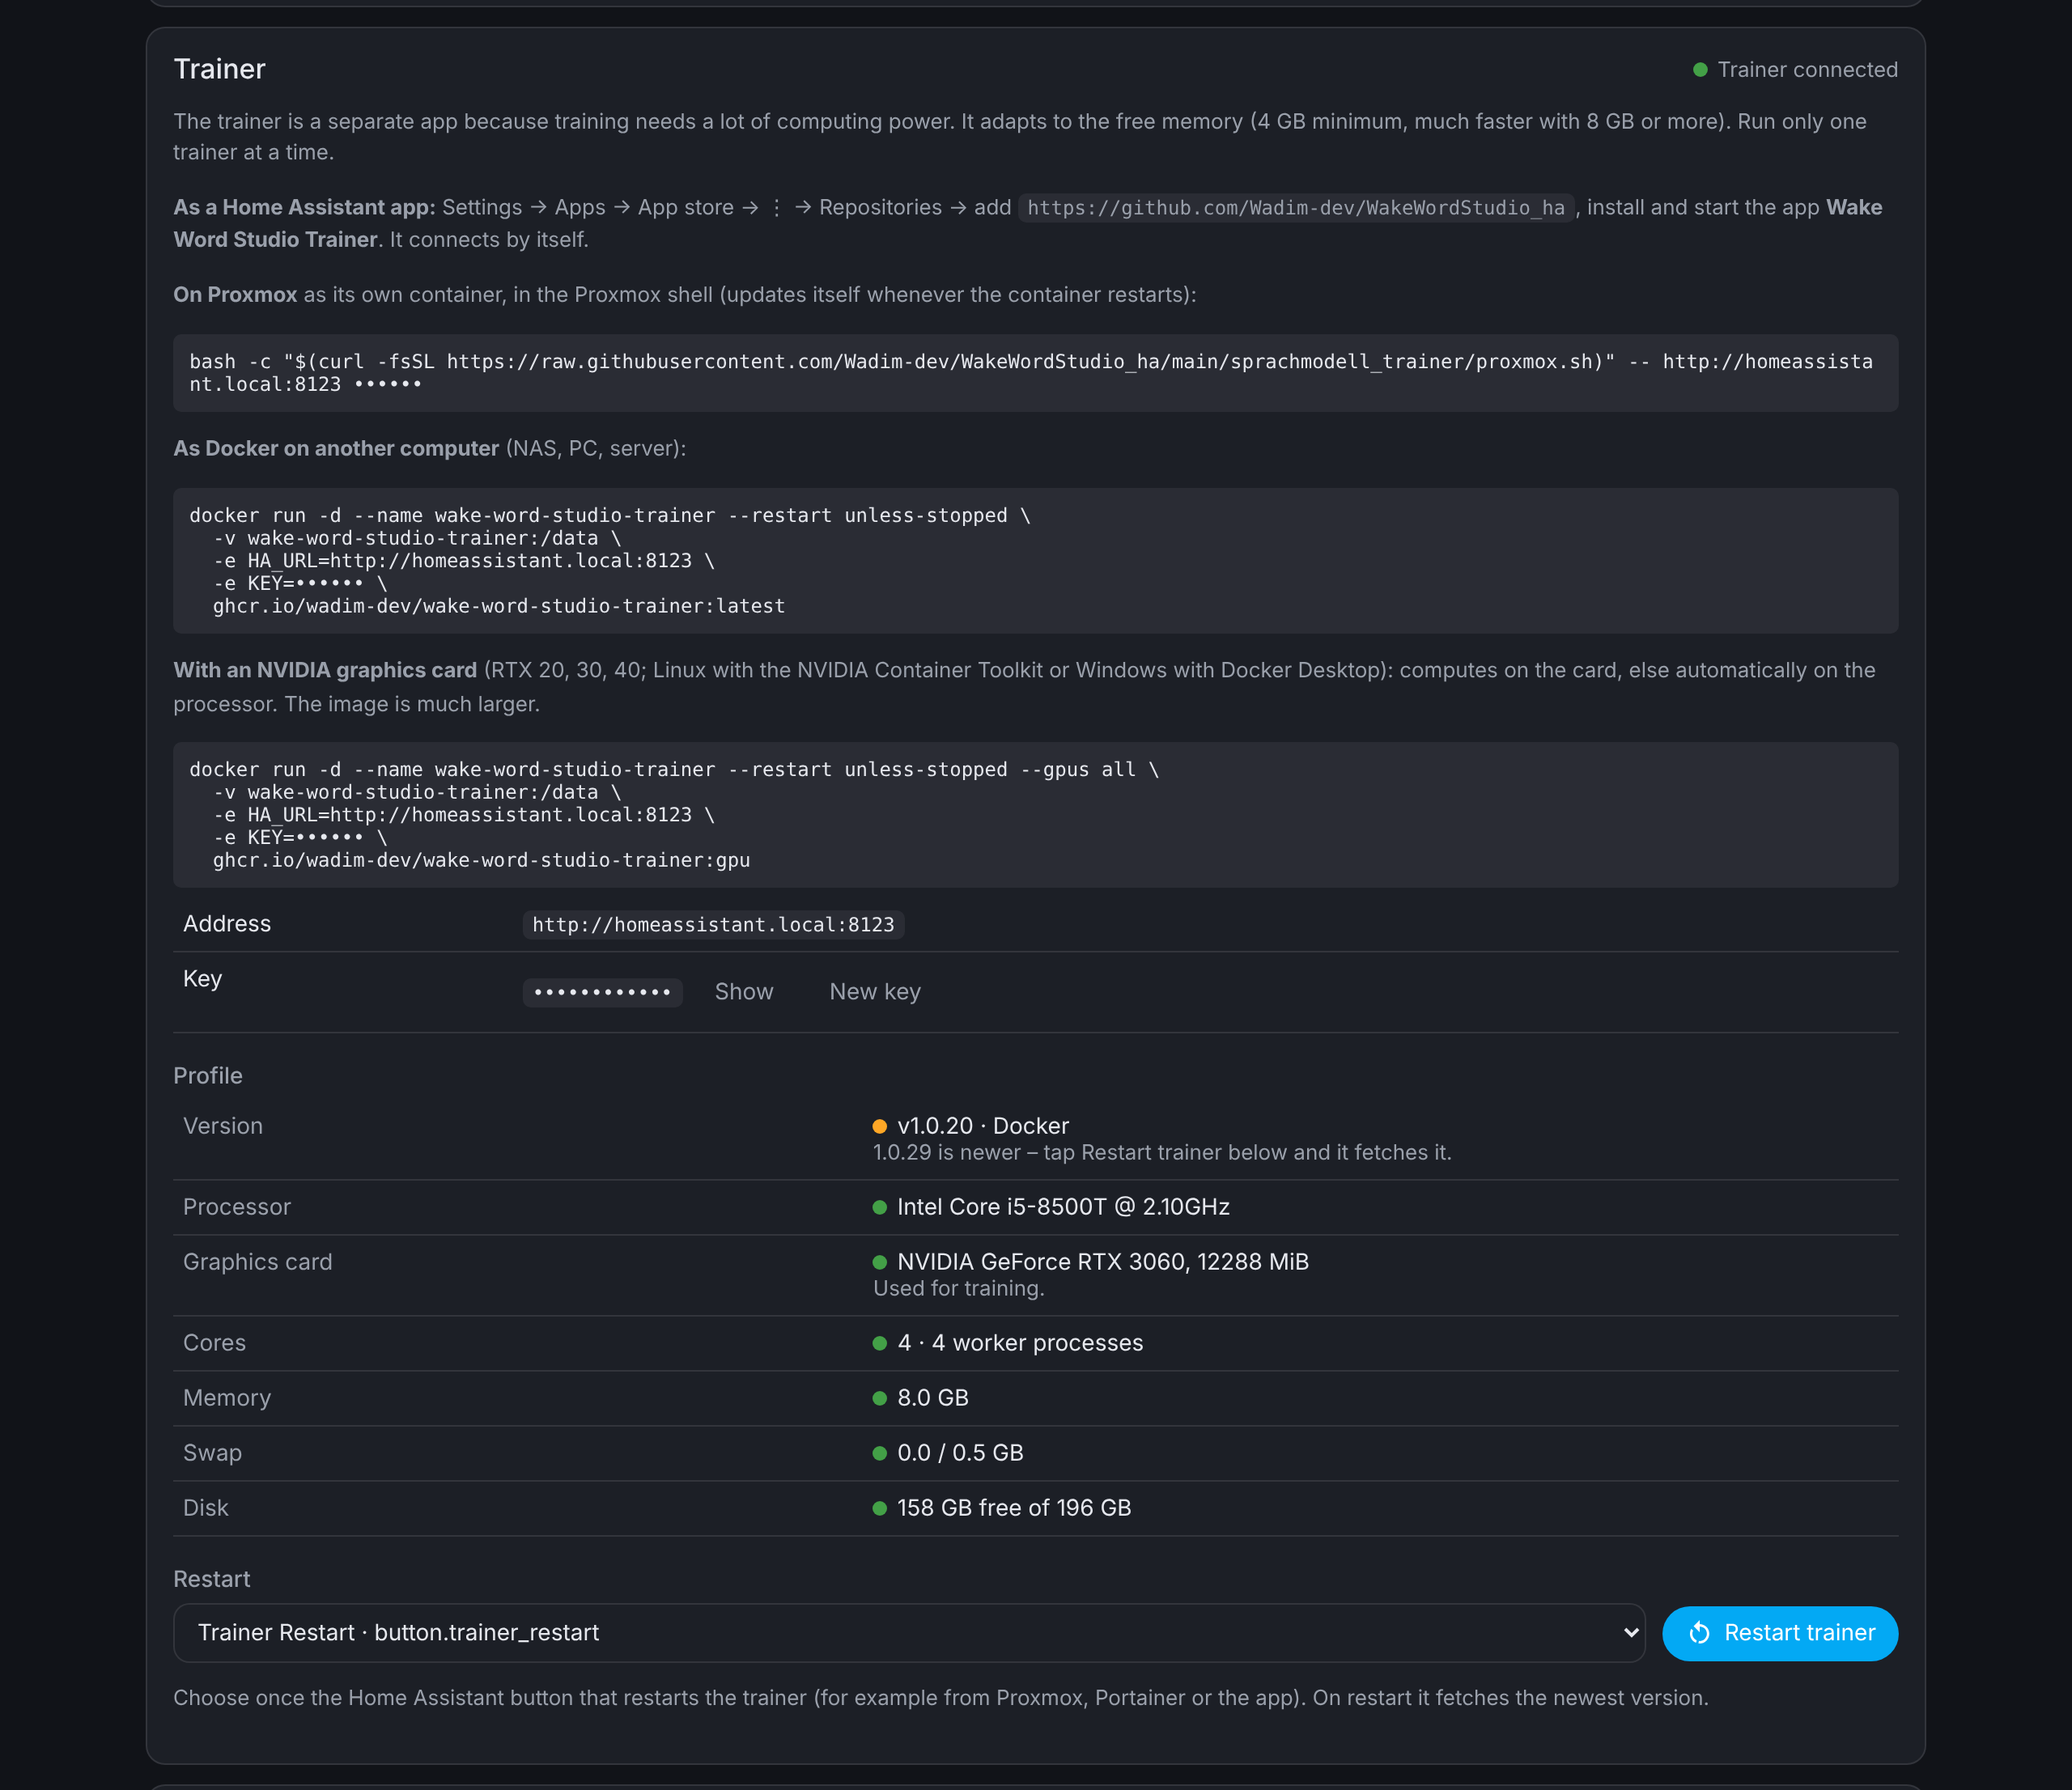 Trainer
Trainer connected
The trainer is a separate app because training needs a lot of computing power. It adapts to the free memory (4 GB minimum, much faster with 8 GB or more). Run only one
trainer at a time.
As a Home Assistant app: Settings → Apps → App store → ⋮ → Repositories → add https://github.com/Wadim-dev/WakeWordStudio_ha, install and start the app Wake
Word Studio Trainer. It connects by itself.
On Proxmox as its own container, in the Proxmox shell (updates itself whenever the container restarts):
bash -c "$(curl -fsSL https://raw.githubusercontent.com/Wadim-dev/WakeWordStudio_ha/main/sprachmodell_trainer/proxmox.sh)" -- http://homeassista
nt.local:8123 ••••••
As Docker on another computer (NAS, PC, server):
docker run -d --name wake-word-studio-trainer --restart unless-stopped \
-v wake-word-studio-trainer:/data \
-e HA_URL=http://homeassistant.local:8123 \
-e KEY=•••••• \
ghcr.io/wadim-dev/wake-word-studio-trainer:latest
With an NVIDIA graphics card (RTX 20, 30, 40; Linux with the NVIDIA Container Toolkit or Windows with Docker Desktop): computes on the card, else automatically on the
processor. The image is much larger.
docker run -d --name wake-word-studio-trainer --restart unless-stopped --gpus all \
-v wake-word-studio-trainer:/data \
-e HA_URL=http://homeassistant.local:8123 \
-e KEY=•••••• \
ghcr.io/wadim-dev/wake-word-studio-trainer:gpu
Address http://homeassistant.local:8123
Key •••••••••••• Show New key
Profile
Version v1.0.20 · Docker
1.0.29 is newer – tap Restart trainer below and it fetches it.
Processor Intel Core i5-8500T @ 2.10GHz
Graphics card NVIDIA GeForce RTX 3060, 12288 MiB
Used for training.
Cores 4 · 4 worker processes
Memory 8.0 GB
Swap 0.0 / 0.5 GB
Disk 158 GB free of 196 GB
Restart
Trainer Restart · button.trainer_restart
Restart trainer
Choose once the Home Assistant button that restarts the trainer (for example from Proxmox, Portainer or the app). On restart it fetches the newest version.